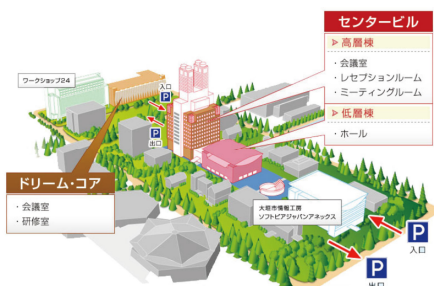 センタービル
高層棟
・会議室
・レセプションルーム
・ミーティングルーム
低層棟
・ホール
ワークショップ24
入口
P
P
出口
ドリーム・コア
・会議室
・研修室
大垣市情報工房
ソフトピアジャパンアネックス
P
入口
P
出口